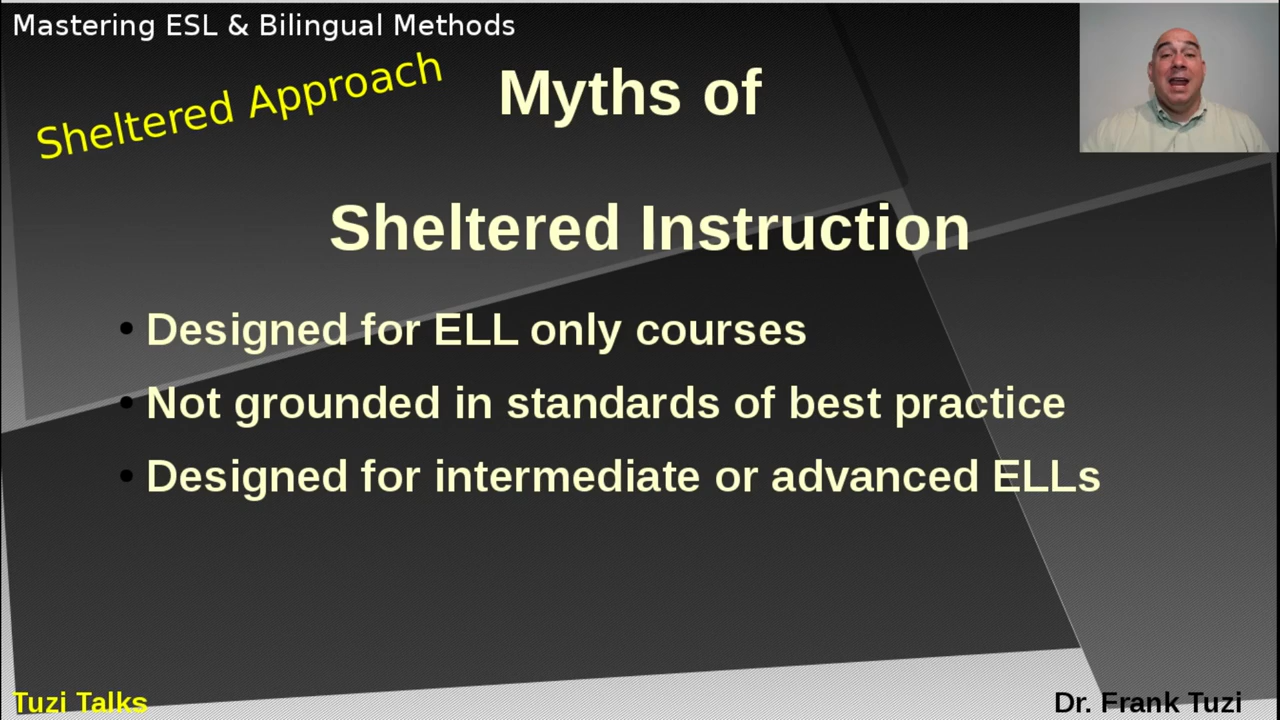 Mastering ESL & Bilingual Methods
Sheltered Approach
Myths of
Sheltered Instruction
• Designed for ELL only courses
• Not grounded in standards of best practice
• Designed for intermediate or advanced ELLs
Tuzi Talks
Dr. Frank Tuzi